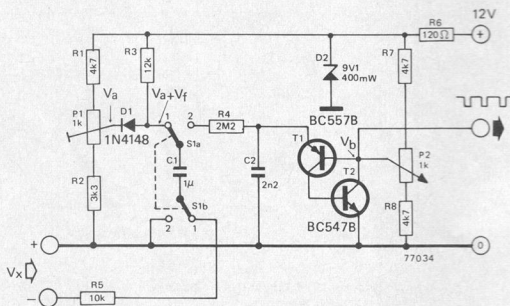 R6
12V
120Ω
R1
4k7
R3
12k
D2
9V1
400mW
R7
4k7
Va
Va+Vf
D1
1N4148
P1
1k
1
2
R4
2M2
S1a
BC557B
T1
Vb
C1
1µ
C2
2n2
T2
P2
1k
R2
3k3
S1b
2
1
BC547B
R8
4k7
+
0
77034
Vx
R5
10k
–